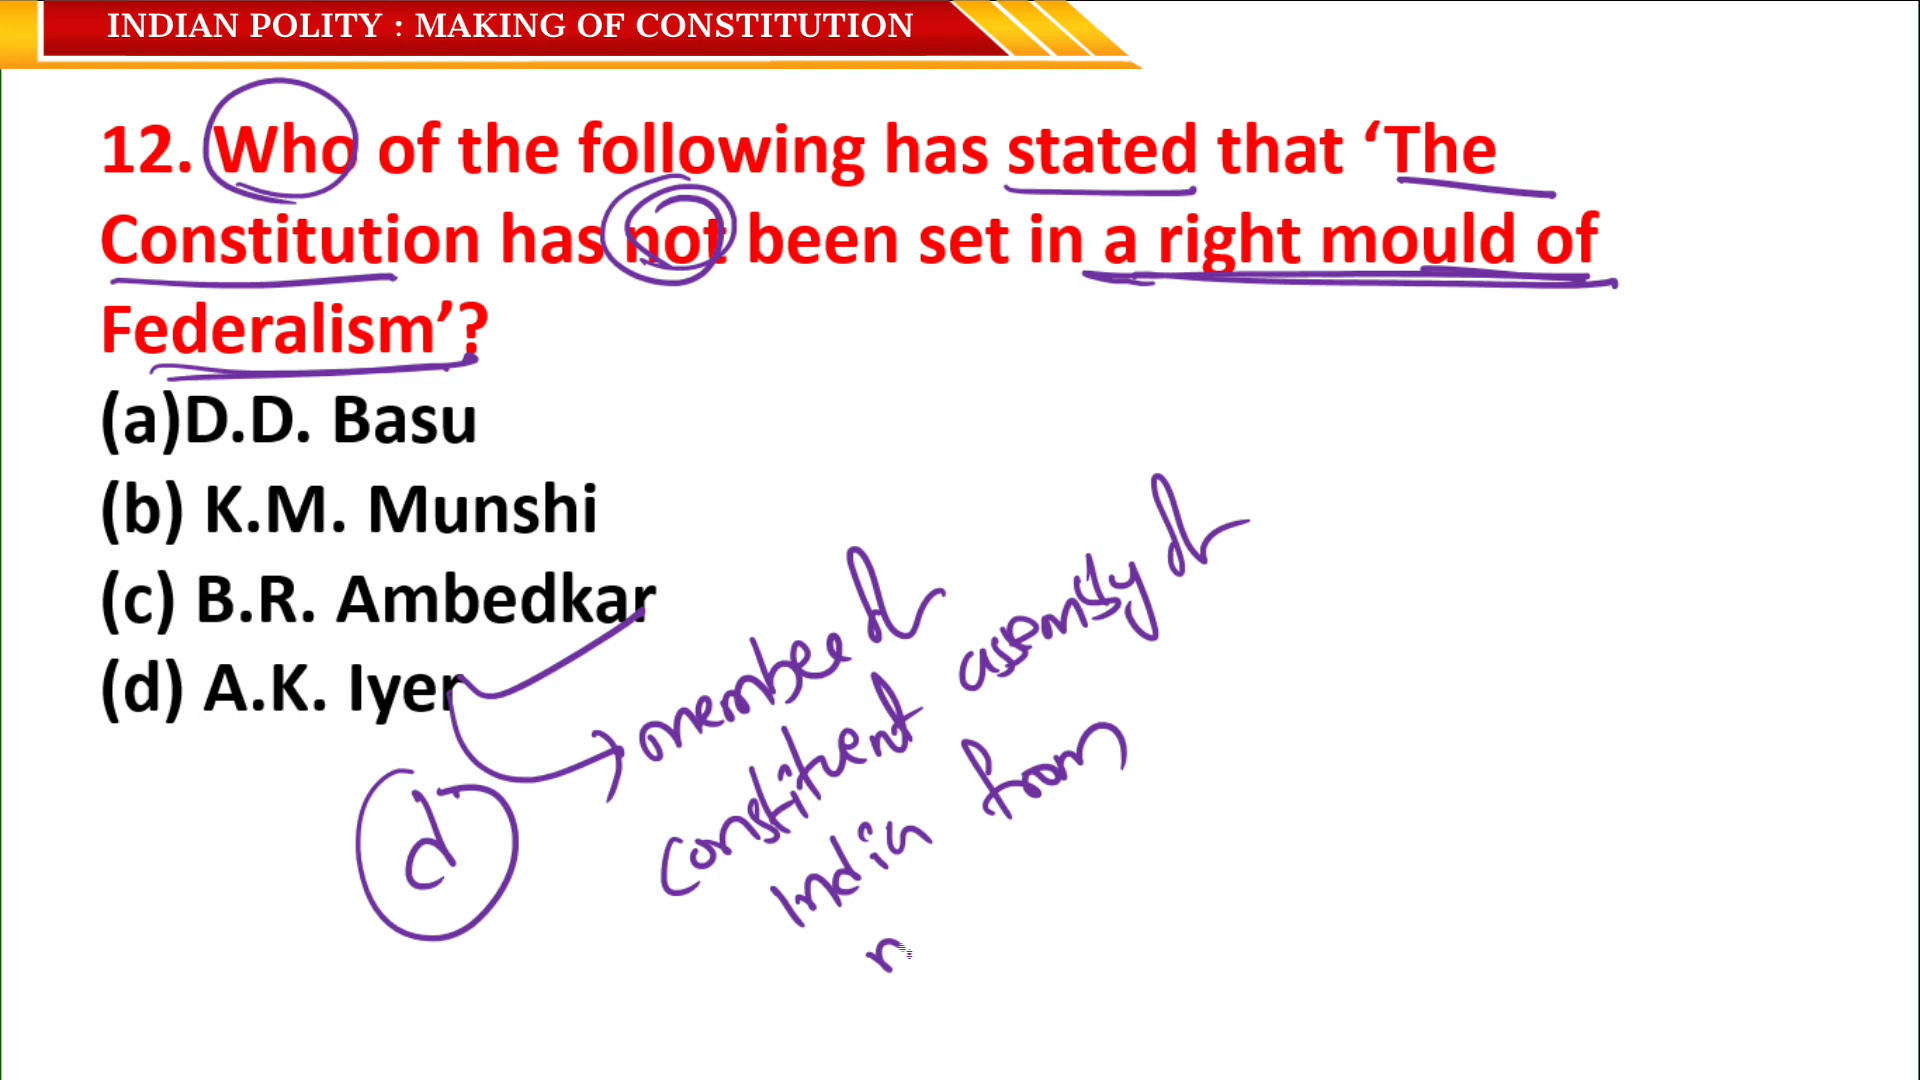 INDIAN POLITY : MAKING OF CONSTITUTION
12. Who of the following has stated that ‘The
Constitution has not been set in a right mould of
Federalism’?
(a)D.D. Basu
(b) K.M. Munshi
(c) B.R. Ambedkar
(d) A.K. Iyer
d
member of
constituent assembly of
India from